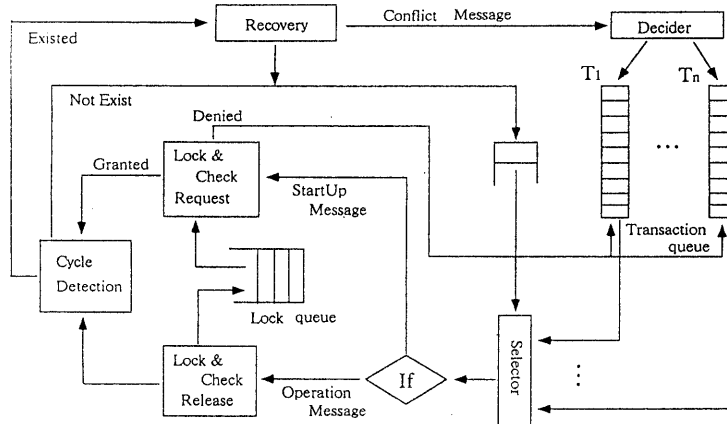 Conflict Message
Recovery
Decider
Existed
T1
Tn
Not Exist
Denied
Lock &
Check
Request
Granted
StartUp
Message
...
Transaction
queue
Cycle
Detection
Lock queue
Selector
Lock &
Check
Release
If
Operation
Message